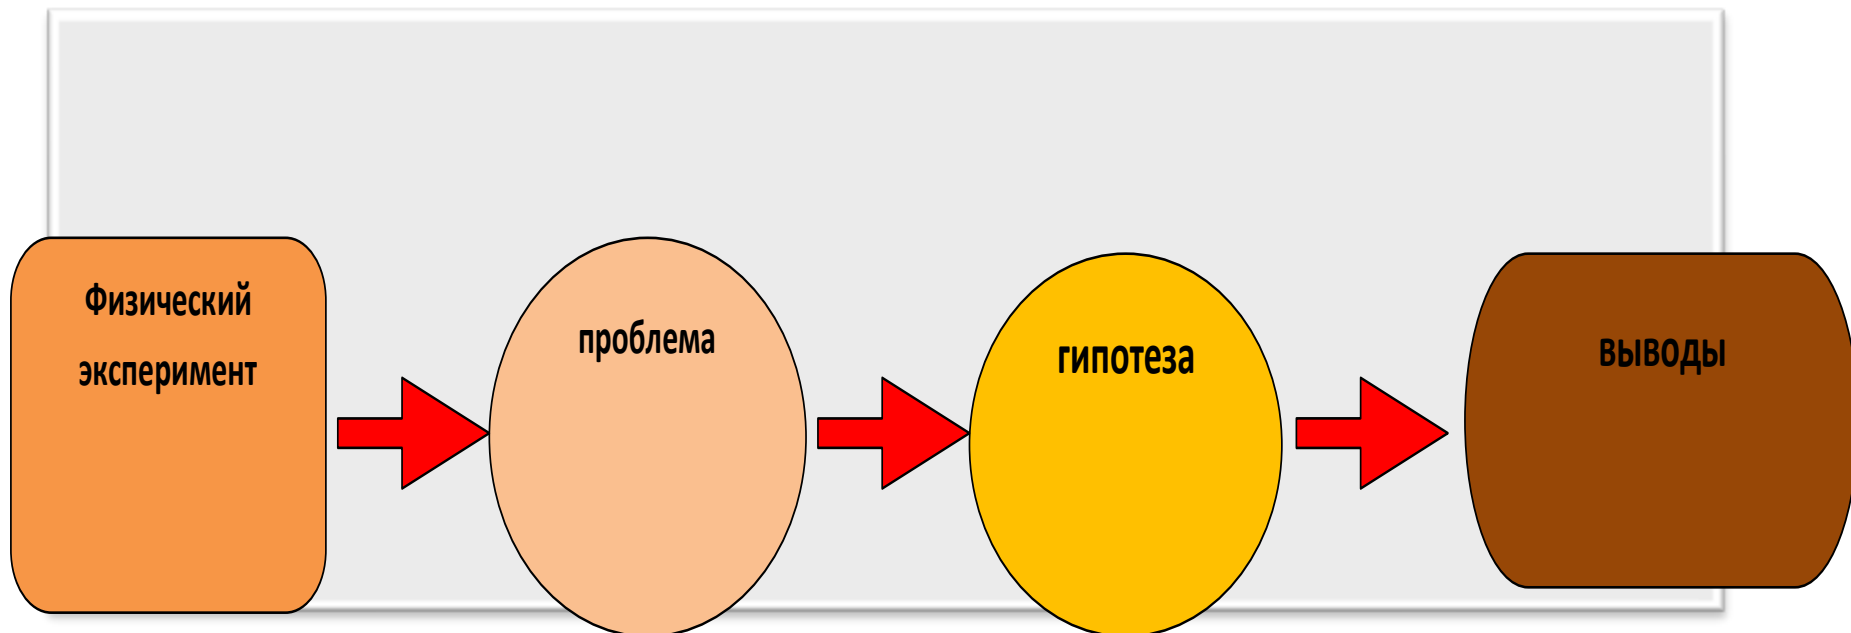 Физический
эксперимент
проблема
гипотеза
выводы